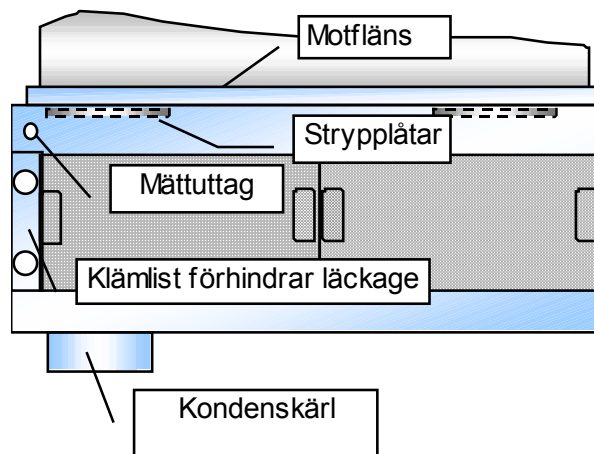 Motfläns
Strypplåtar
Mättuttag
Klämlist förhindrar läckage
Kondenskärl